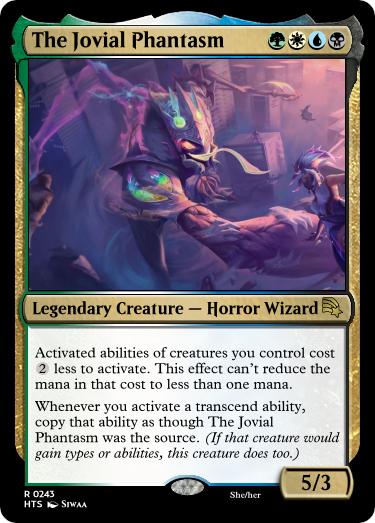 The Jovial Phantasm
Legendary Creature — Horror Wizard
Activated abilities of creatures you control cost
2 less to activate. This effect can't reduce the
mana in that cost to less than one mana.
Whenever you activate a transcend ability,
copy that ability as though The Jovial
Phantasm was the source. (If that creature would
gain types or abilities, this creature does too.)
5/3
R 0243
HTS Siwaa
She/her